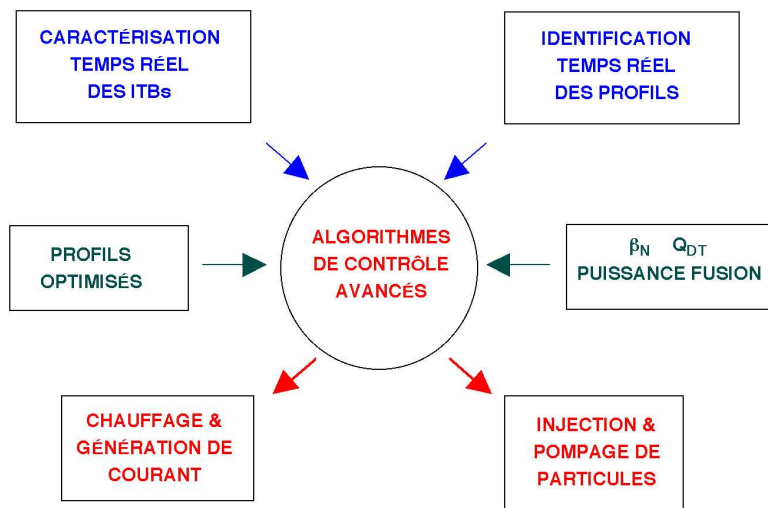 CARACTÉRISATION
TEMPS RÉEL
DES ITBs
IDENTIFICATION
TEMPS RÉEL
DES PROFILS
PROFILS
OPTIMISÉS
ALGORITHMES
DE CONTRÔLE
AVANCÉS
βN QDT
PUISSANCE FUSION
CHAUFFAGE &
GÉNÉRATION DE
COURANT
INJECTION &
POMPAGE DE
PARTICULES